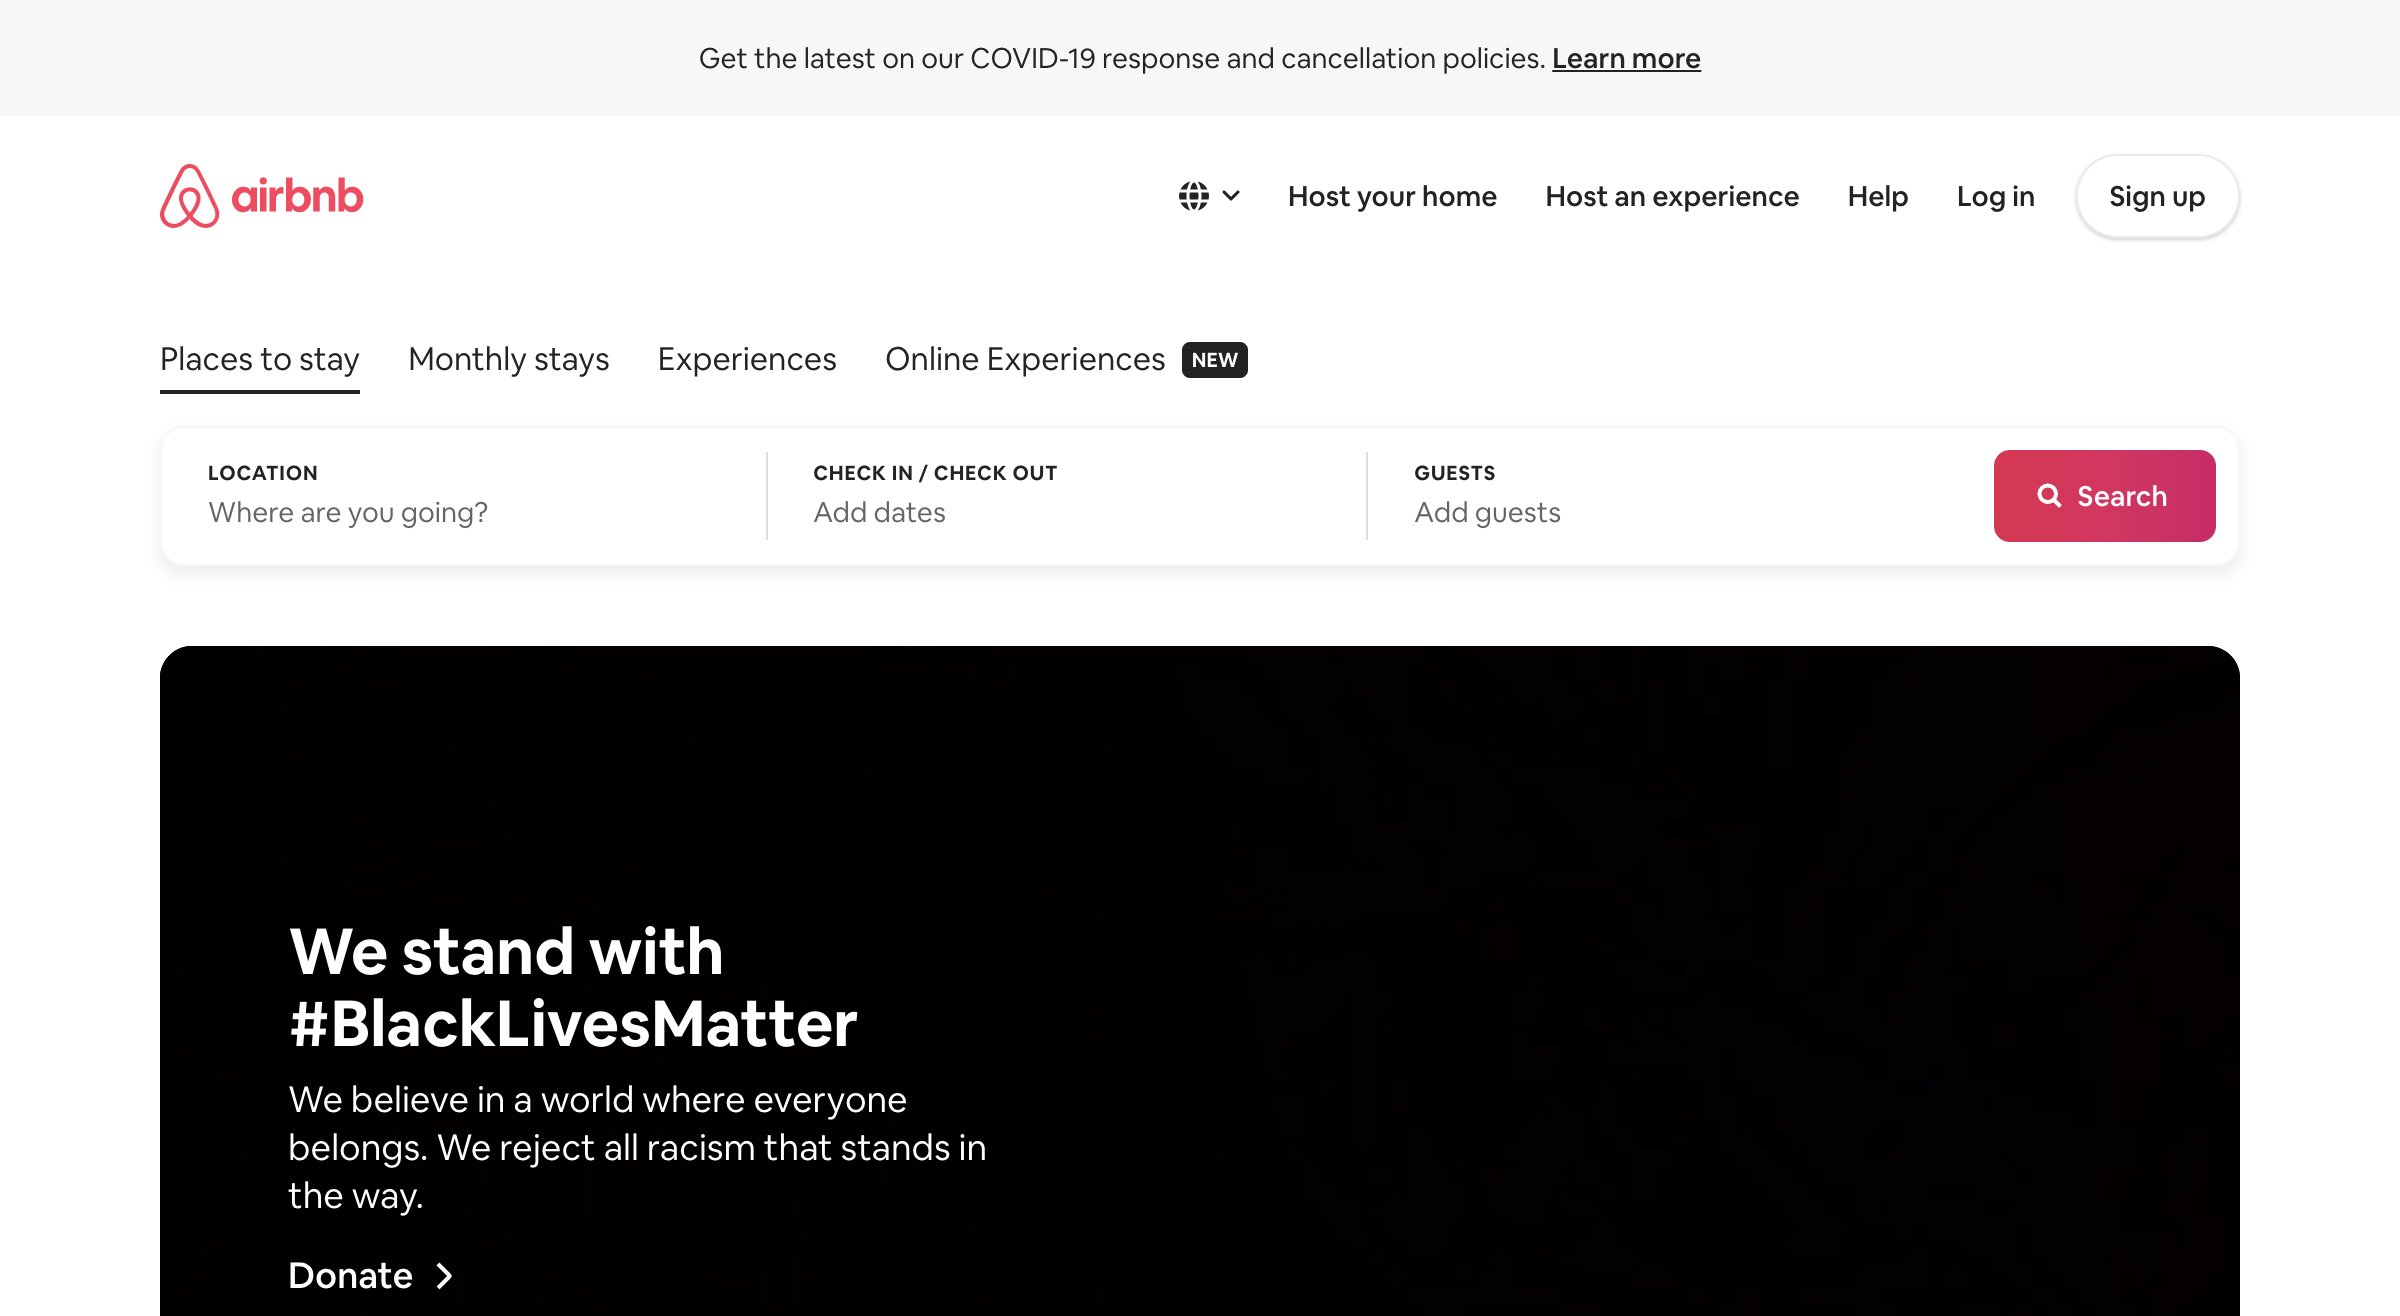 Get the latest on our COVID-19 response and cancellation policies. Learn more
airbnb
Host your home
Host an experience
Help
Log in
Sign up
Places to stay
Monthly stays
Experiences
Online Experiences NEW
LOCATION
Where are you going?
CHECK IN / CHECK OUT
Add dates
GUESTS
Add guests
Search
We stand with
#BlackLivesMatter
We believe in a world where everyone
belongs. We reject all racism that stands in
the way.
Donate